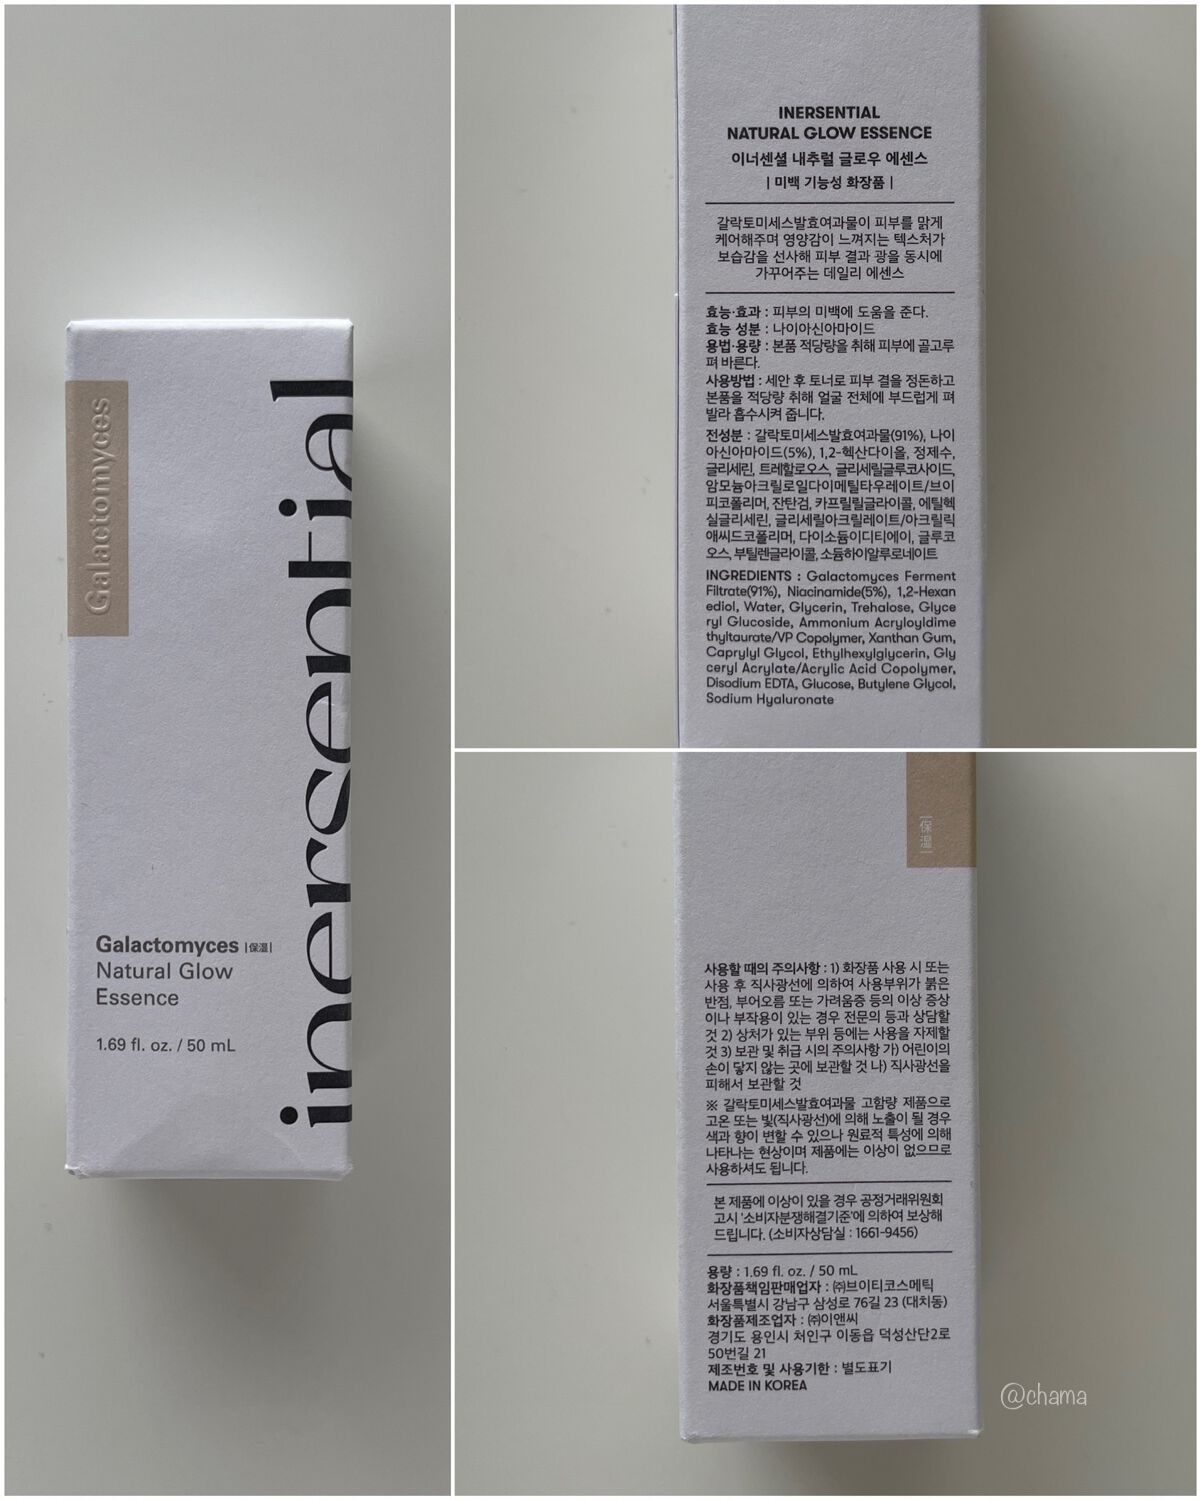 Galactomyces
inersential
Galactomyces |保湿|
Natural Glow
Essence
1.69 fl. oz. / 50 mL
INERSENTIAL
NATURAL GLOW ESSENCE
이너센셜 내추럴 글로우 에센스
| 미백 기능성 화장품 |
갈락토미세스발효여과물이 피부를 맑게
케어해주며 영양감이 느껴지는 텍스처가
보습감을 선사해 피부 결과 광을 동시에
가꾸어주는 데일리 에센스
효능·효과 : 피부의 미백에 도움을 준다.
효능 성분 : 나이아신아마이드
용법·용량 : 본품 적당량을 취해 피부에 골고루
펴 바른다.
사용방법 : 세안 후 토너로 피부 결을 정돈하고
본품을 적당량 취해 얼굴 전체에 부드럽게 펴
발라 흡수시켜 줍니다.
전성분 : 갈락토미세스발효여과물(91%), 나이
아신아마이드(5%), 1,2-헥산다이올, 정제수,
글리세린, 트레할로오스, 글리세릴글루코사이드,
암모늄아크릴로일다이메틸타우레이트/브이
피코폴리머, 잔탄검, 카프릴릴글라이콜, 에틸헥
실글리세린, 글리세릴아크릴레이트/아크릴릭
애씨드코폴리머, 다이소듐이디티에이, 글루코
오스, 부틸렌글라이콜, 소듐하이알루로네이트
INGREDIENTS : Galactomyces Ferment
Filtrate(91%), Niacinamide(5%), 1,2-Hexan
ediol, Water, Glycerin, Trehalose, Glyce
ryl Glucoside, Ammonium Acryloyldime
thyltaurate/VP Copolymer, Xanthan Gum,
Caprylyl Glycol, Ethylhexylglycerin, Gly
ceryl Acrylate/Acrylic Acid Copolymer,
Disodium EDTA, Glucose, Butylene Glycol,
Sodium Hyaluronate
|保湿|
사용할 때의 주의사항 : 1) 화장품 사용 시 또는
사용 후 직사광선에 의하여 사용부위가 붉은
반점, 부어오름 또는 가려움증 등의 이상 증상
이나 부작용이 있는 경우 전문의 등과 상담할
것 2) 상처가 있는 부위 등에는 사용을 자제할
것 3) 보관 및 취급 시의 주의사항 가) 어린이의
손이 닿지 않는 곳에 보관할 것 나) 직사광선을
피해서 보관할 것
※ 갈락토미세스발효여과물 고함량 제품으로
고온 또는 빛(직사광선)에 의해 노출이 될 경우
색과 향이 변할 수 있으나 원료적 특성에 의해
나타나는 현상이며 제품에는 이상이 없으므로
사용하셔도 됩니다.
본 제품에 이상이 있을 경우 공정거래위원회
고시 '소비자분쟁해결기준'에 의하여 보상해
드립니다. (소비자상담실 : 1661-9456)
용량 : 1.69 fl. oz. / 50 mL
화장품책임판매업자 : ㈜브이티코스메틱
서울특별시 강남구 삼성로 76길 23 (대치동)
화장품제조업자 : ㈜이앤씨
경기도 용인시 처인구 이동읍 덕성산단2로
50번길 21
제조번호 및 사용기한 : 별도표기
MADE IN KOREA
@chama